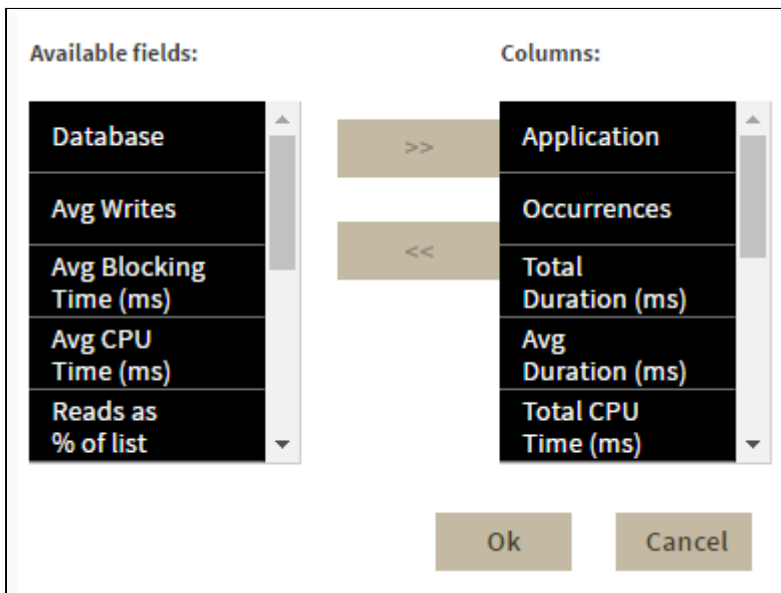 Available fields:
Database
Avg Writes
Avg Blocking
Time (ms)
Avg CPU
Time (ms)
Reads as
% of list
>>
<<
Columns:
Application
Occurrences
Total
Duration (ms)
Avg
Duration (ms)
Total CPU
Time (ms)
Ok
Cancel